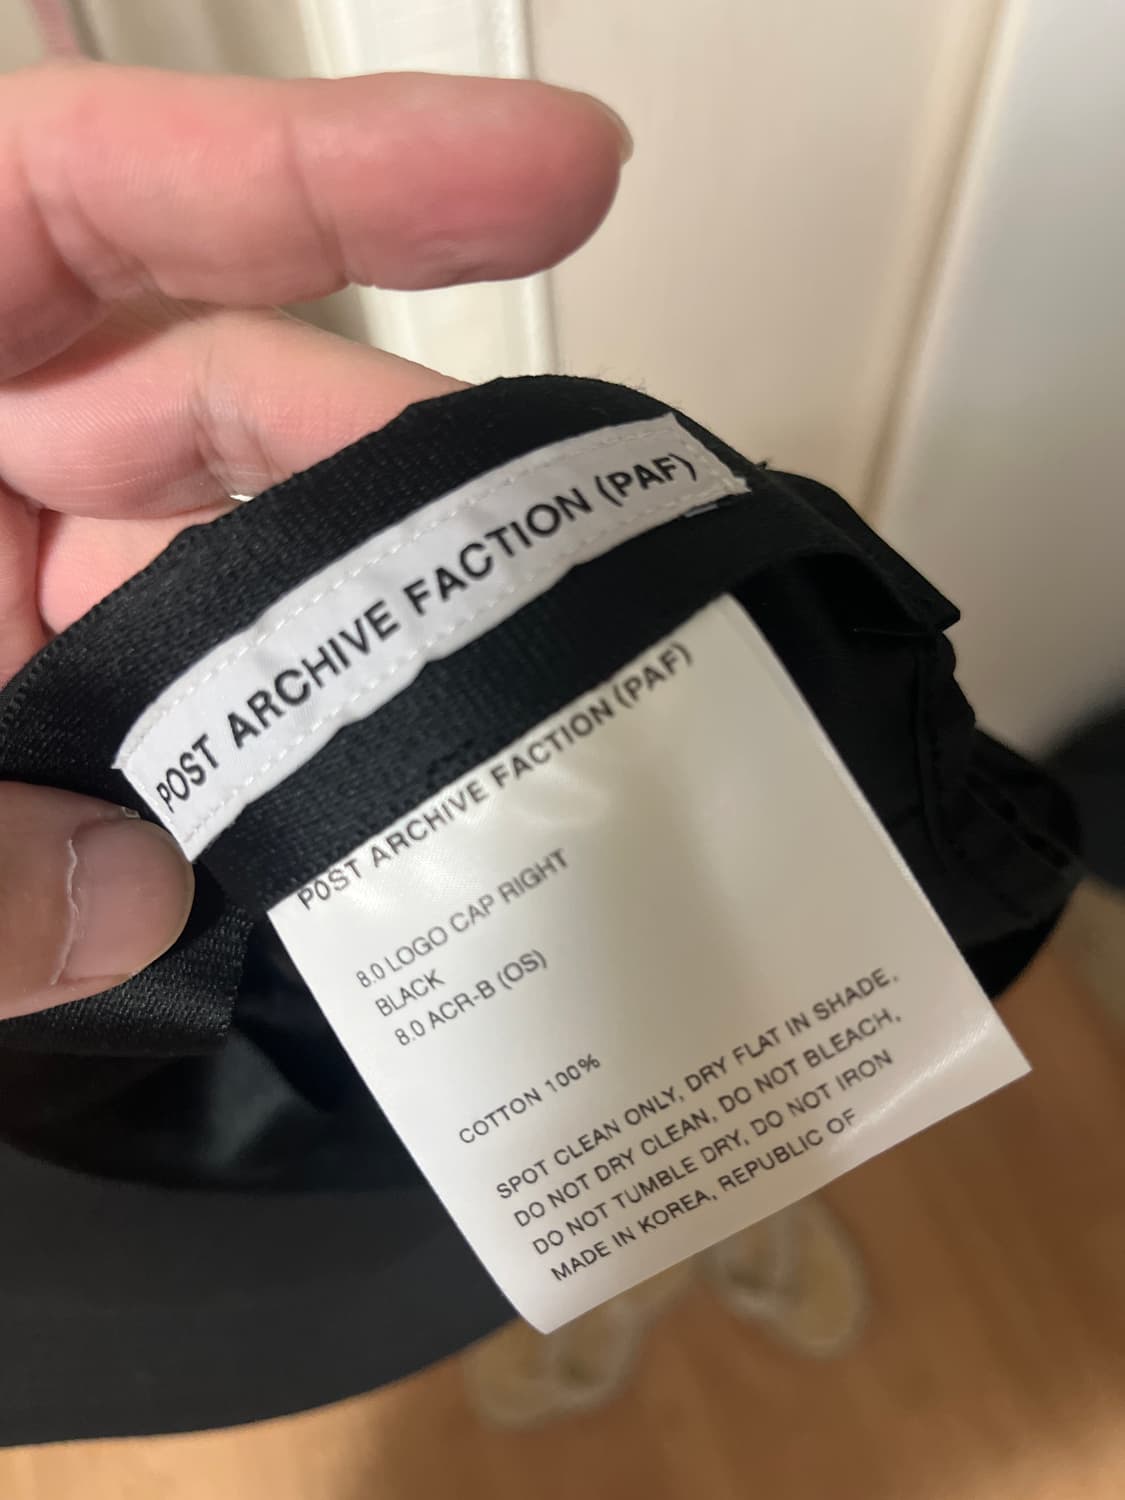 POST ARCHIVE FACTION (PAF)
POST ARCHIVE FACTION (PAF)
8.0 LOGO CAP RIGHT
BLACK
8.0 ACR-B (OS)
COTTON 100%
SPOT CLEAN ONLY, DRY FLAT IN SHADE.
DO NOT DRY CLEAN, DO NOT BLEACH,
DO NOT TUMBLE DRY, DO NOT IRON
MADE IN KOREA, REPUBLIC OF